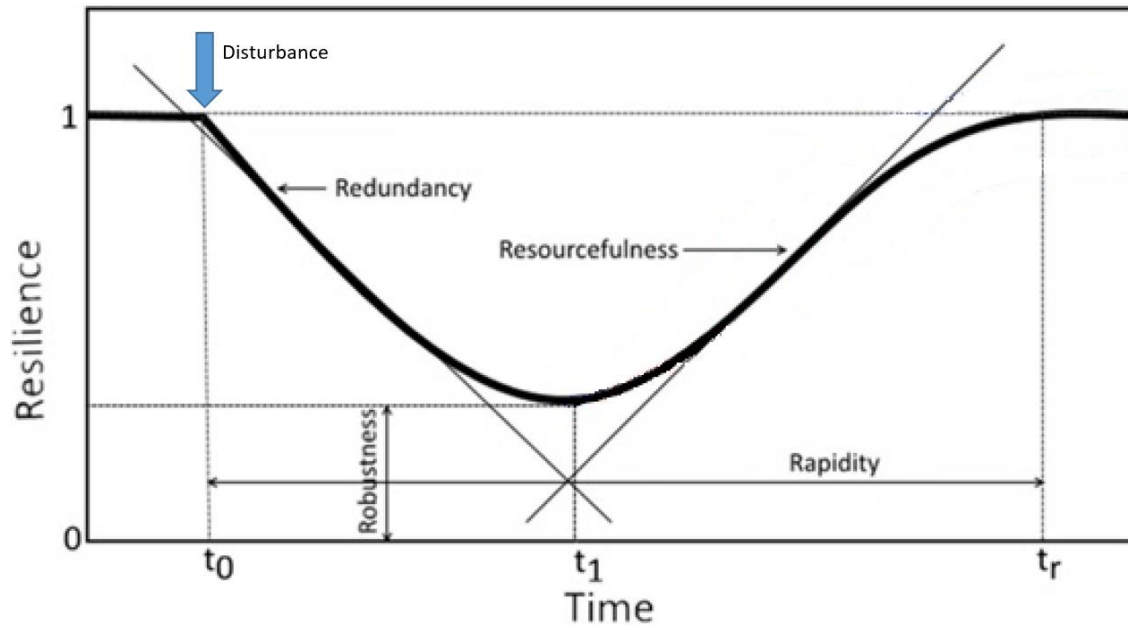 Disturbance
1
Redundancy
Resourcefulness
Resilience
Robustness
Rapidity
0
t0
t1
tr
Time